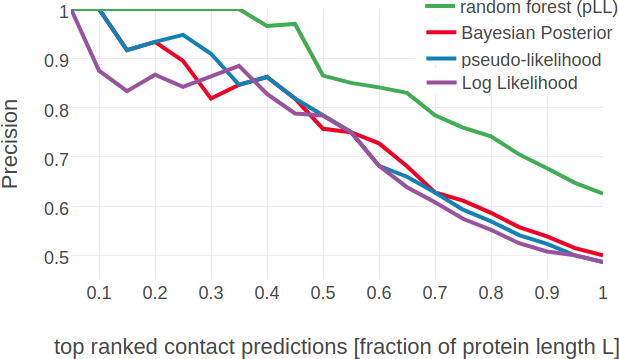 random forest (pLL)
Bayesian Posterior
pseudo-likelihood
Log Likelihood
Precision
1
0.9
0.8
0.7
0.6
0.5
0.1 0.2 0.3 0.4 0.5 0.6 0.7 0.8 0.9 1
top ranked contact predictions [fraction of protein length L]